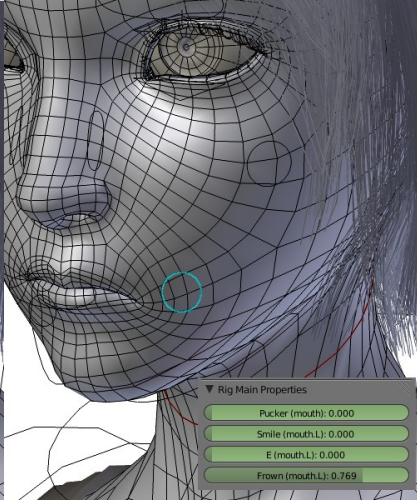 Rig Main Properties
Pucker (mouth): 0.000
Smile (mouth.L): 0.000
E (mouth.L): 0.000
Frown (mouth.L): 0.769